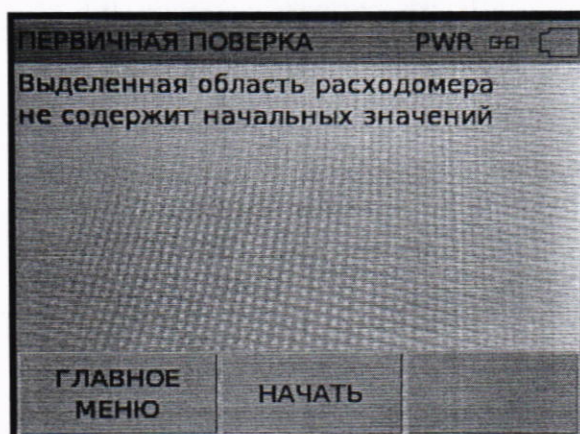 ПЕРВИЧНАЯ ПОВЕРКА PWR
Выделенная область расходомера
не содержит начальных значений
ГЛАВНОЕ
МЕНЮ
НАЧАТЬ